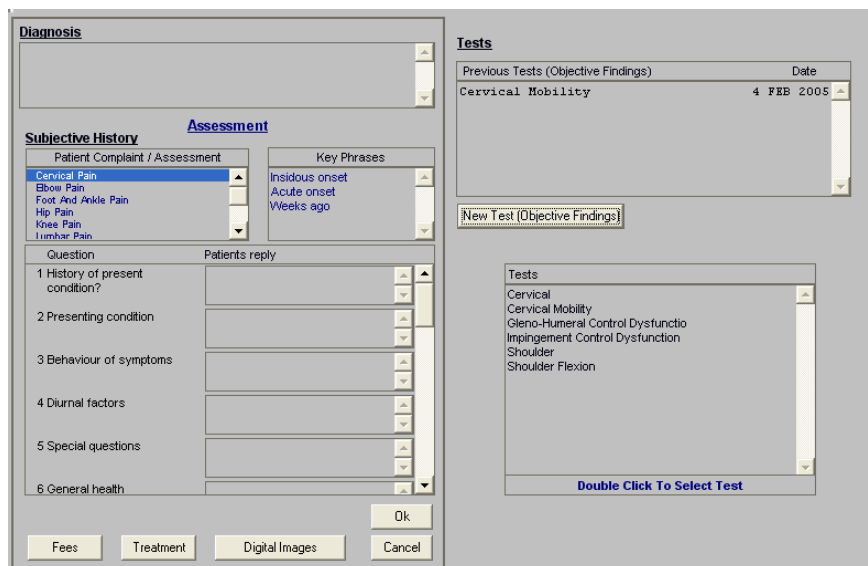 Diagnosis
Assessment
Subjective History
Patient Complaint / Assessment
Cervical Pain
Elbow Pain
Foot And Ankle Pain
Hip Pain
Knee Pain
Lumbar Pain
Key Phrases
Insidous onset
Acute onset
Weeks ago
Question Patients reply
1 History of present
condition?
2 Presenting condition
3 Behaviour of symptoms
4 Diurnal factors
5 Special questions
6 General health
Ok
Fees Treatment Digital Images Cancel
Tests
Previous Tests (Objective Findings) Date
Cervical Mobility 4 FEB 2005
New Test (Objective Findings)
Tests
Cervical
Cervical Mobility
Gleno-Humeral Control Dysfunctio
Impingement Control Dysfunction
Shoulder
Shoulder Flexion
Double Click To Select Test